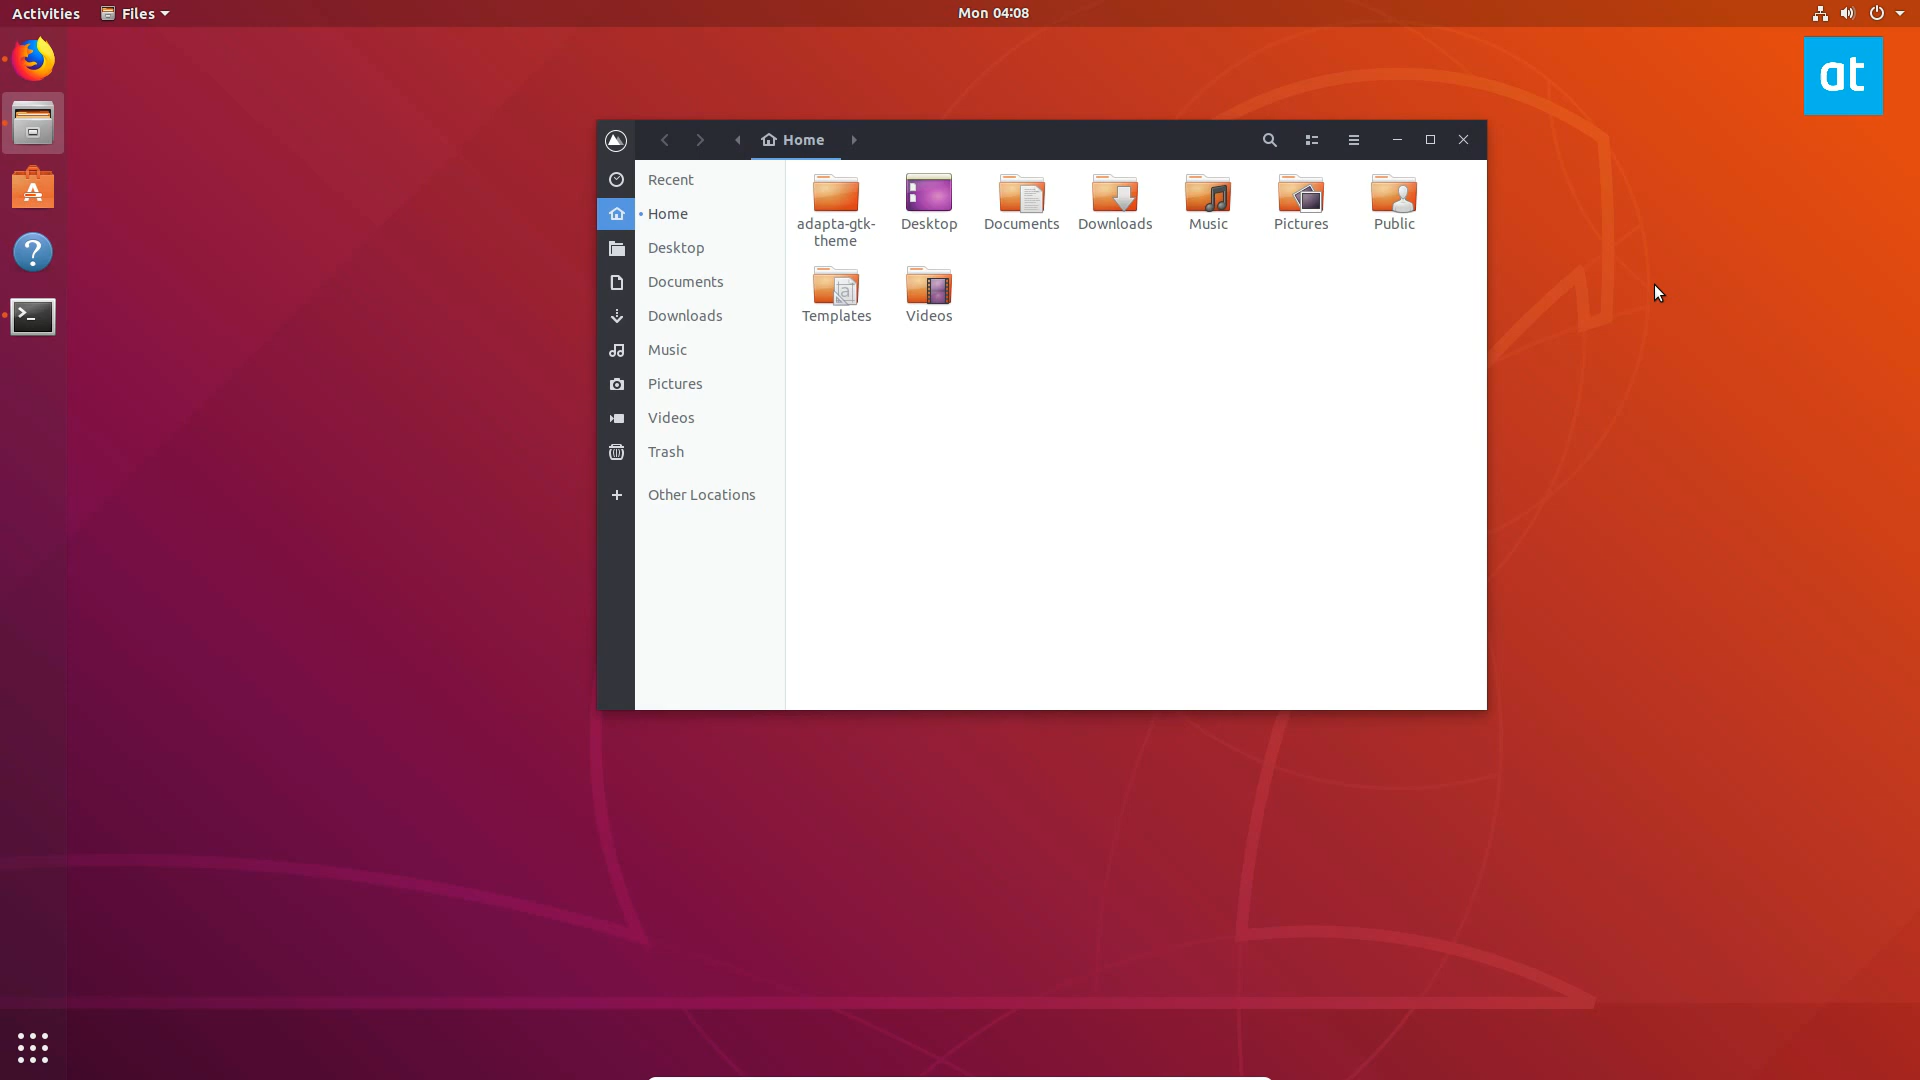 Activities Files Mon 04:08
at
Home
Recent
Home
Desktop
Documents
Downloads
Music
Pictures
Videos
Trash
Other Locations
adapta-gtk-
theme
Desktop
Documents
Downloads
Music
Pictures
Public
Templates
Videos